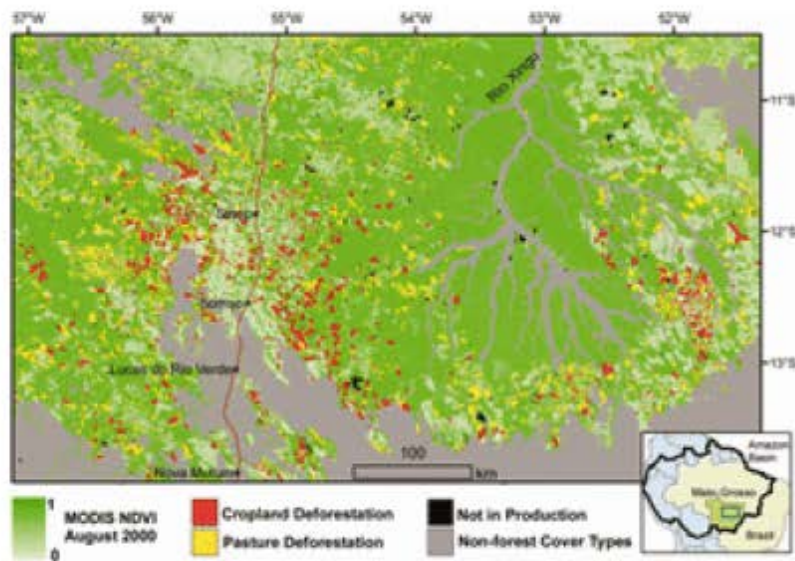 57°W 56°W 55°W 54°W 53°W 52°W
Rio Xingu
11°S
Sinop
12°S
Sorriso
Lucas do Rio Verde
13°S
Nova Mutum
100
km
Amazon
Basin
Mato Grosso
Brazil
1
MODIS NDVI
August 2000
0
Cropland Deforestation
Pasture Deforestation
Not in Production
Non-forest Cover Types